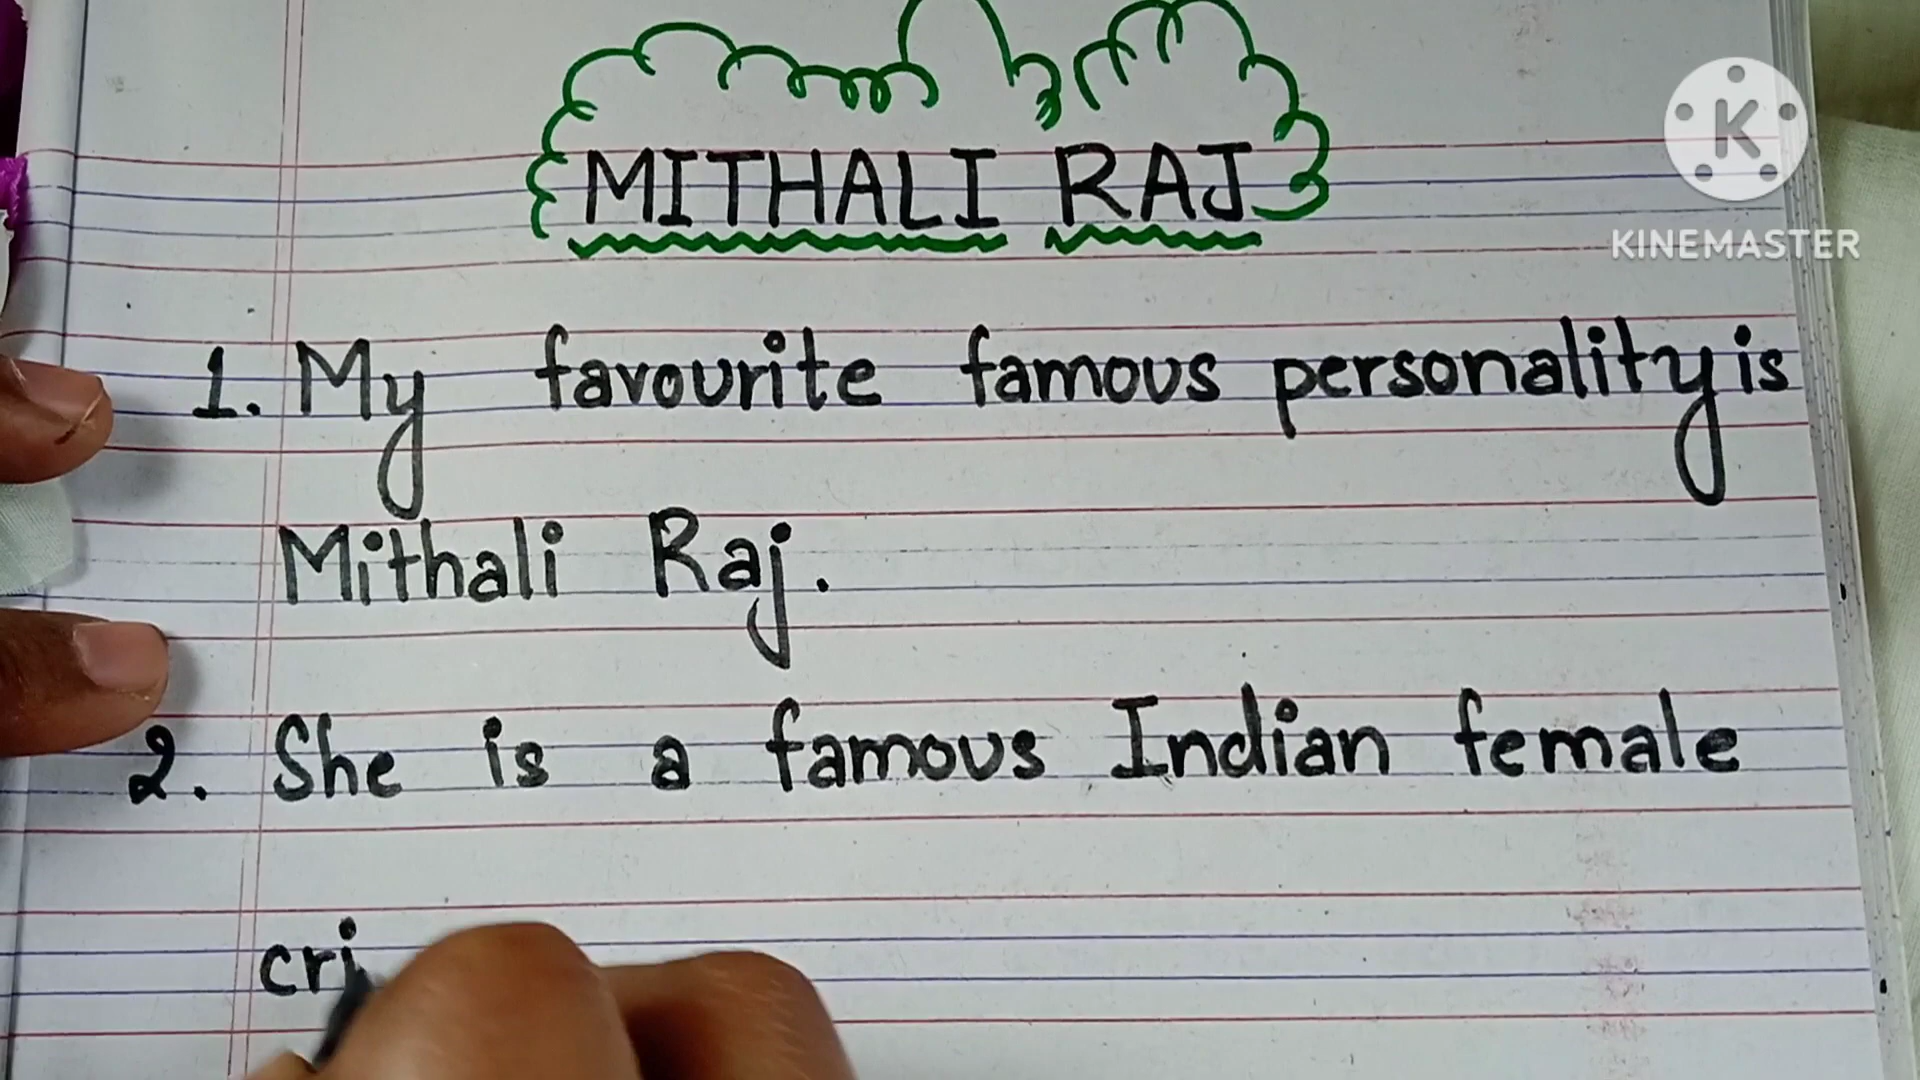 MITHALI RAJ
K
KINEMASTER
1. My favourite famous personality is
Mithali Raj.
2. She is a famous Indian female
cri